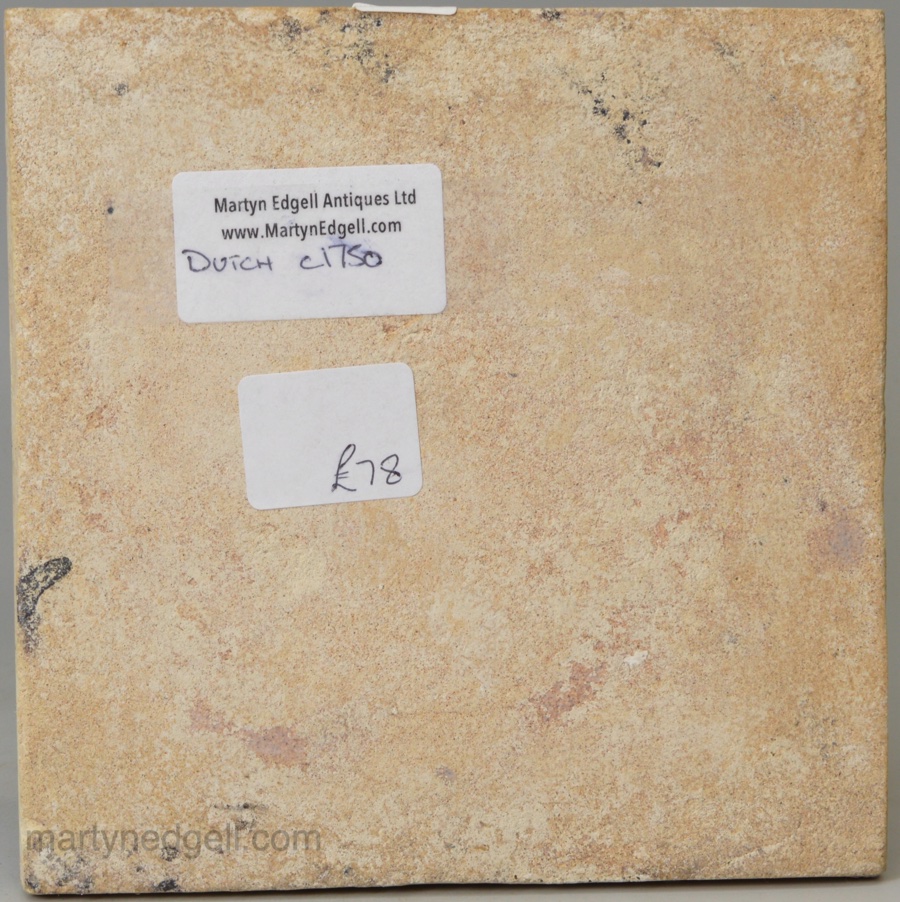 Martyn Edgell Antiques Ltd
www.MartynEdgell.com
DUTCH c1750
£78
martynedgell.com